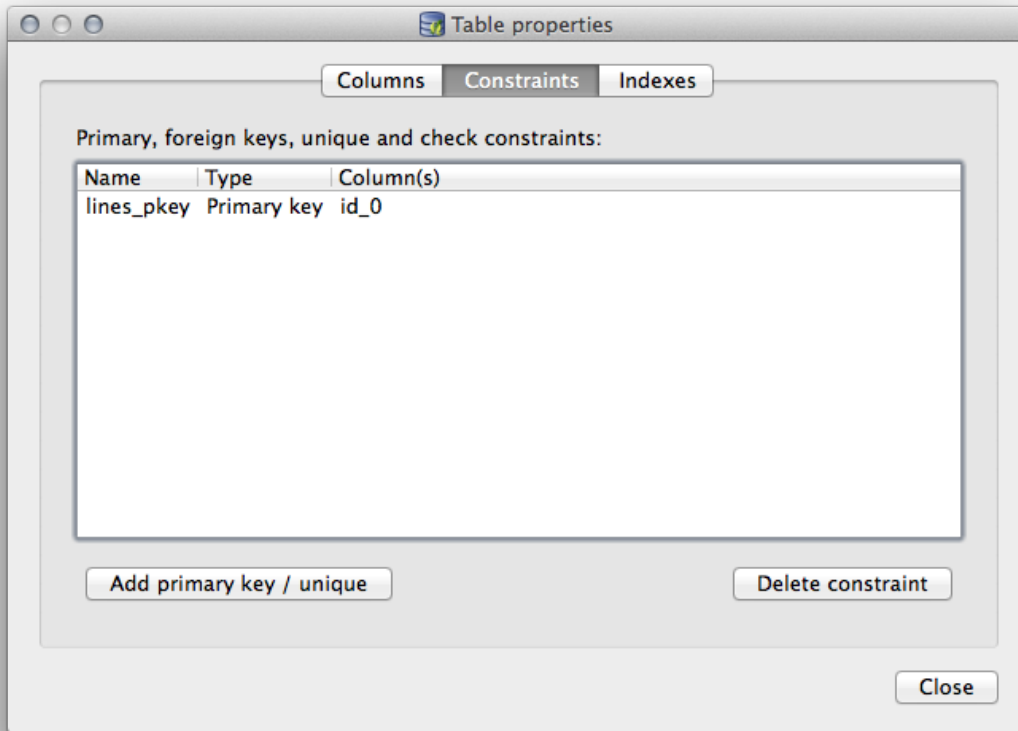 Table properties
Columns Constraints Indexes
Primary, foreign keys, unique and check constraints:
Name Type Column(s)
lines_pkey Primary key id_0
Add primary key / unique Delete constraint
Close